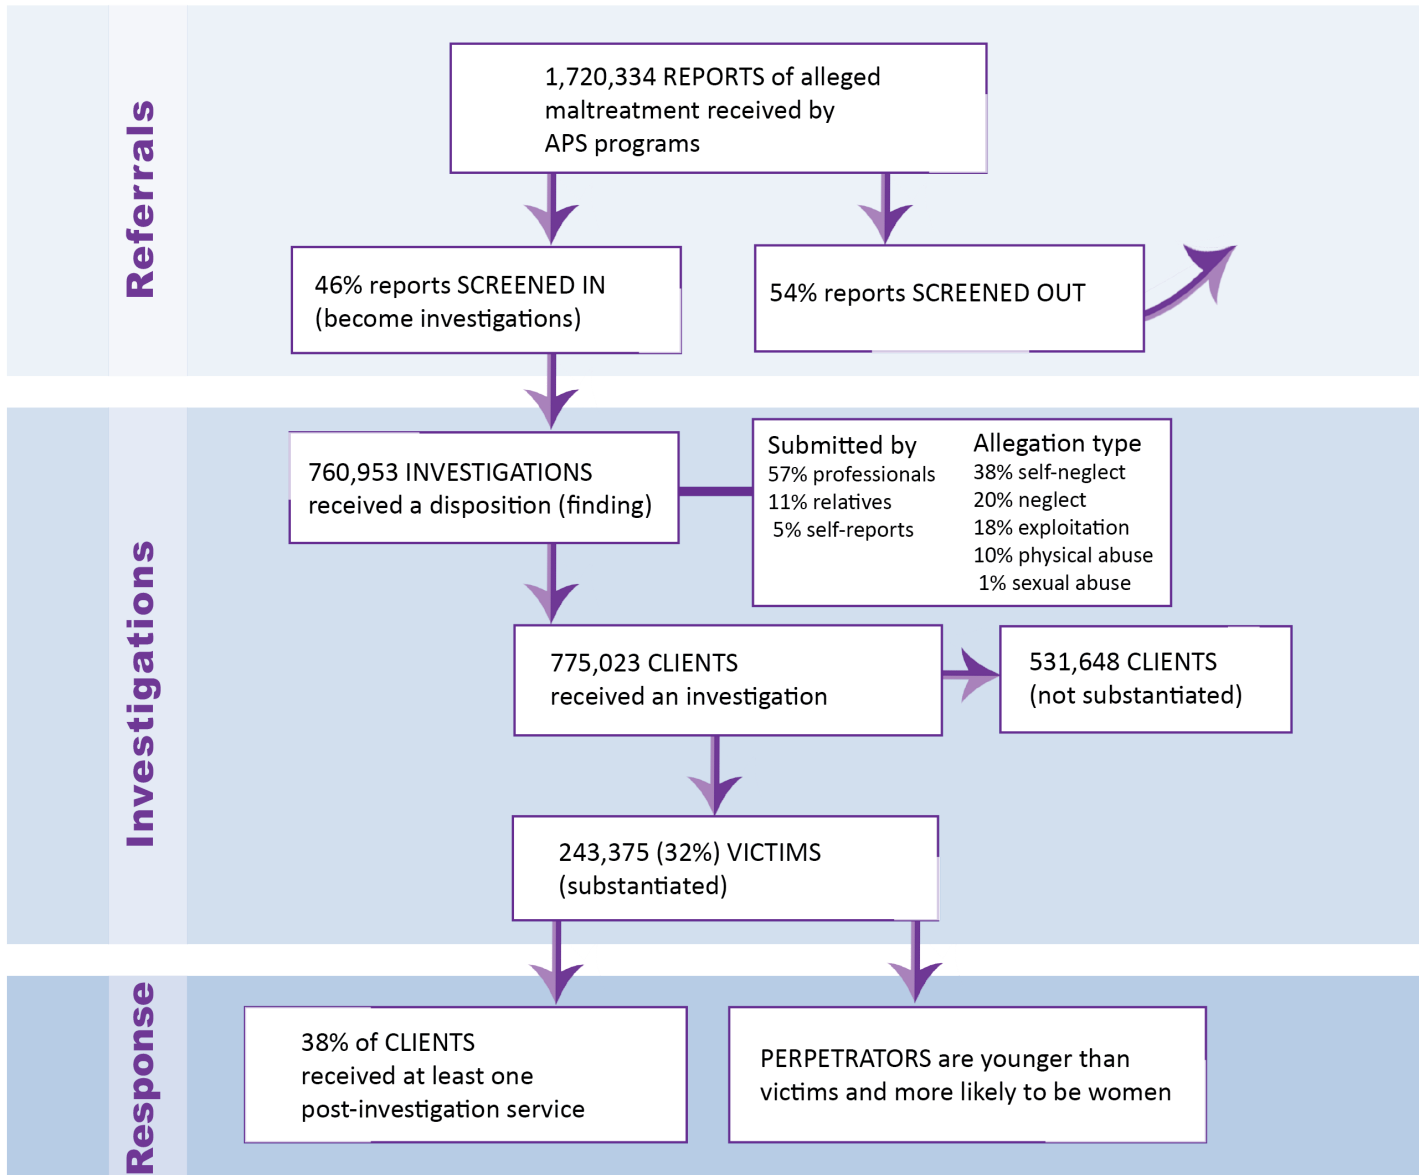 Referrals
1,720,334 REPORTS of alleged
maltreatment received by
APS programs
46% reports SCREENED IN
(become investigations)
54% reports SCREENED OUT
Investigations
760,953 INVESTIGATIONS
received a disposition (finding)
Submitted by
57% professionals
11% relatives
5% self-reports
Allegation type
38% self-neglect
20% neglect
18% exploitation
10% physical abuse
1% sexual abuse
775,023 CLIENTS
received an investigation
531,648 CLIENTS
(not substantiated)
243,375 (32%) VICTIMS
(substantiated)
Response
38% of CLIENTS
received at least one
post-investigation service
PERPETRATORS are younger than
victims and more likely to be women